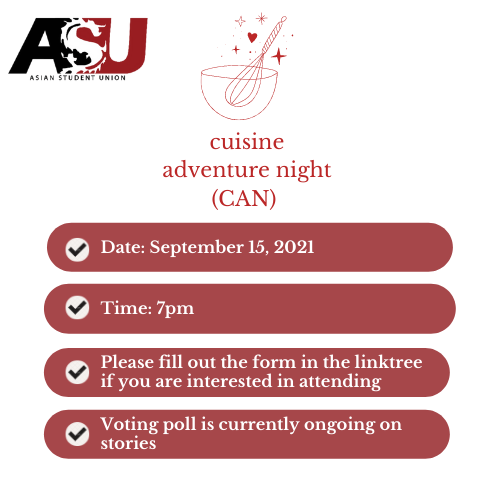 ASU
ASIAN STUDENT UNION
cuisine
adventure night
(CAN)
Date: September 15, 2021
Time: 7pm
Please fill out the form in the linktree
if you are interested in attending
Voting poll is currently ongoing on
stories